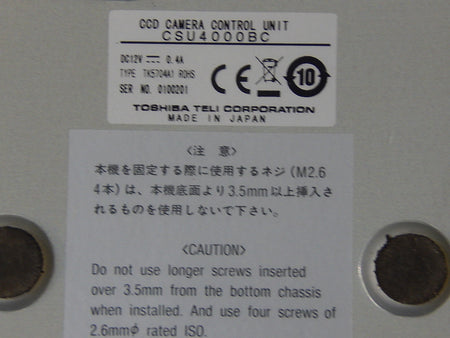 CCD CAMERA CONTROL UNIT
CSU4000BC
DC12V ⎓ 0.4A
TYPE TK5704A1 ROHS
SER NO. 0100201
CE 10
TOSHIBA TELI CORPORATION
MADE IN JAPAN
<注 意>
本機を固定する際に使用するネジ(M2.6
4本)は、本機底面より3.5mm以上挿入さ
れるものを使用しないで下さい。
<CAUTION>
Do not use longer screws inserted
over 3.5mm from the bottom chassis
when installed. And use four screws of
2.6mmϕ rated ISO.